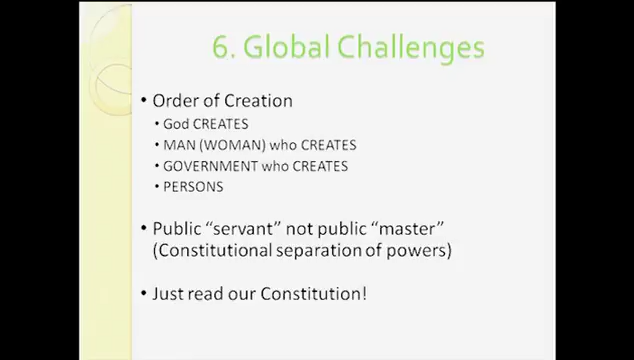 6. Global Challenges
• Order of Creation
• God CREATES
• MAN (WOMAN) who CREATES
• GOVERNMENT who CREATES
• PERSONS
• Public “servant” not public “master”
(Constitutional separation of powers)
• Just read our Constitution!